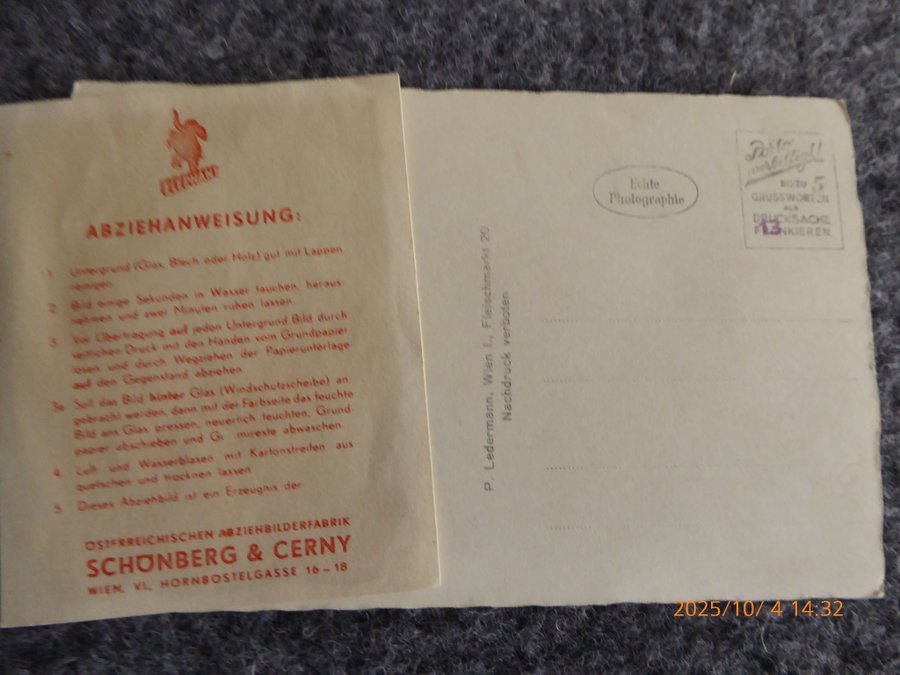 ELEPHANT
ABZIEHANWEISUNG:
1. Untergrund (Glas, Blech oder Holz) gut mit Lappen
reinigen.
2. Bild einige Sekunden in Wasser tauchen, heraus-
nehmen und zwei Minuten ruhen lassen.
3. Vor Übertragung auf jeden Untergrund Bild durch
seitlichen Druck mit den Händen vom Grundpapier
lösen und durch Wegziehen der Papierunterlage
auf den Gegenstand abziehen.
3a Soll das Bild hinter Glas (Windschutzscheibe) an
gebracht werden, dann mit der Farbseite das feuchte
Bild ans Glas pressen, neuerlich feuchten, Grund-
papier abschieben und G mireste abwaschen.
4. Luft- und Wasserblasen mit Kartonstreifen aus
quetschen und trocknen lassen.
5. Dieses Abziehbild ist ein Erzeugnis der
ÖSTERREICHISCHEN ABZIEHBILDERFABRIK
SCHÖNBERG & CERNY
WIEN, VI., HORNBOSTELGASSE 16 – 18
P. Ledermann, Wien I., Fleischmarkt 20
Nachdruck verboten
Echte
Photographie
Porto
verbilligt!
BIS ZU 5
GRUSSWORTEN
ALS
DRUCKSACHE
FRANKIEREN.
13
2025/10/ 4 14:32